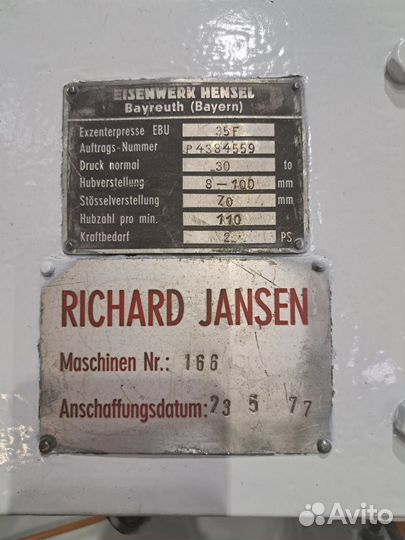 EISENWERK HENSEL
Bayreuth (Bayern)
Exzenterpresse EBU 35F
Auftrags-Nummer P4384559
Druck normal 30 to
Hubverstellung 8-100 mm
Stösselverstellung 70 mm
Hubzahl pro min. 110
Kraftbedarf 2 PS
RICHARD JANSEN
Maschinen Nr.: 166
Anschaffungsdatum: 23 5 77
Avito